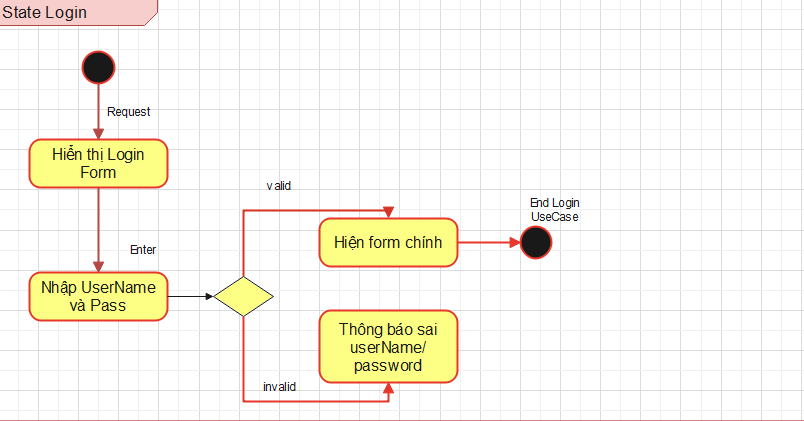 State Login
Request
Hiển thị Login
Form
Enter
Nhập UserName
và Pass
valid
invalid
Hiện form chính
Thông báo sai
userName/
password
End Login
UseCase